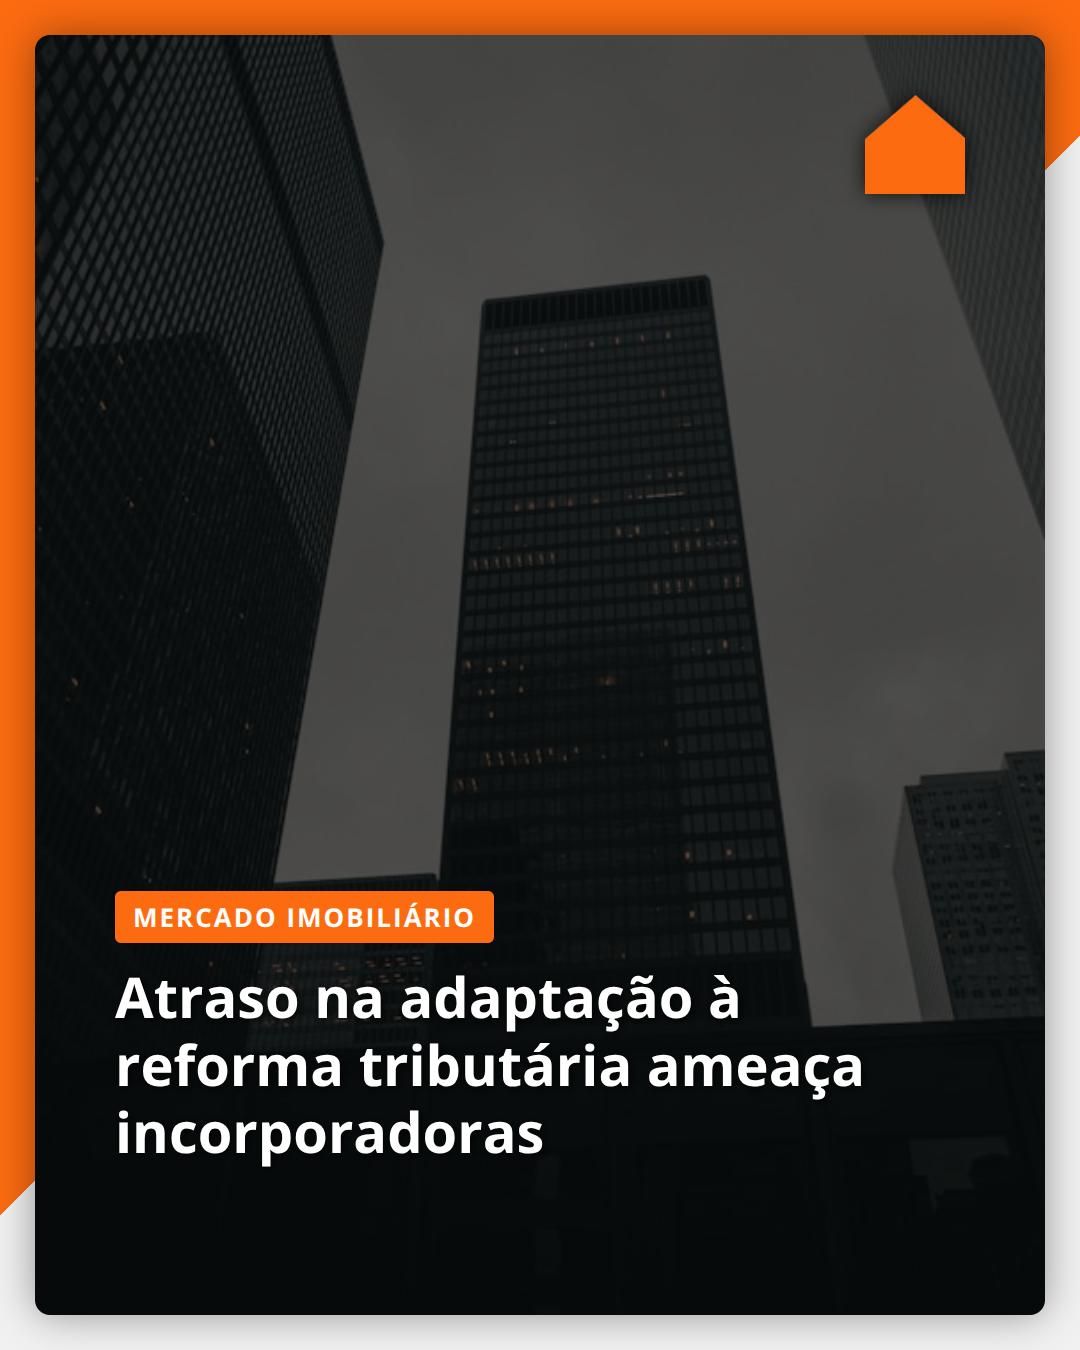 MERCADO IMOBILIÁRIO
Atraso na adaptação à
reforma tributária ameaça
incorporadoras